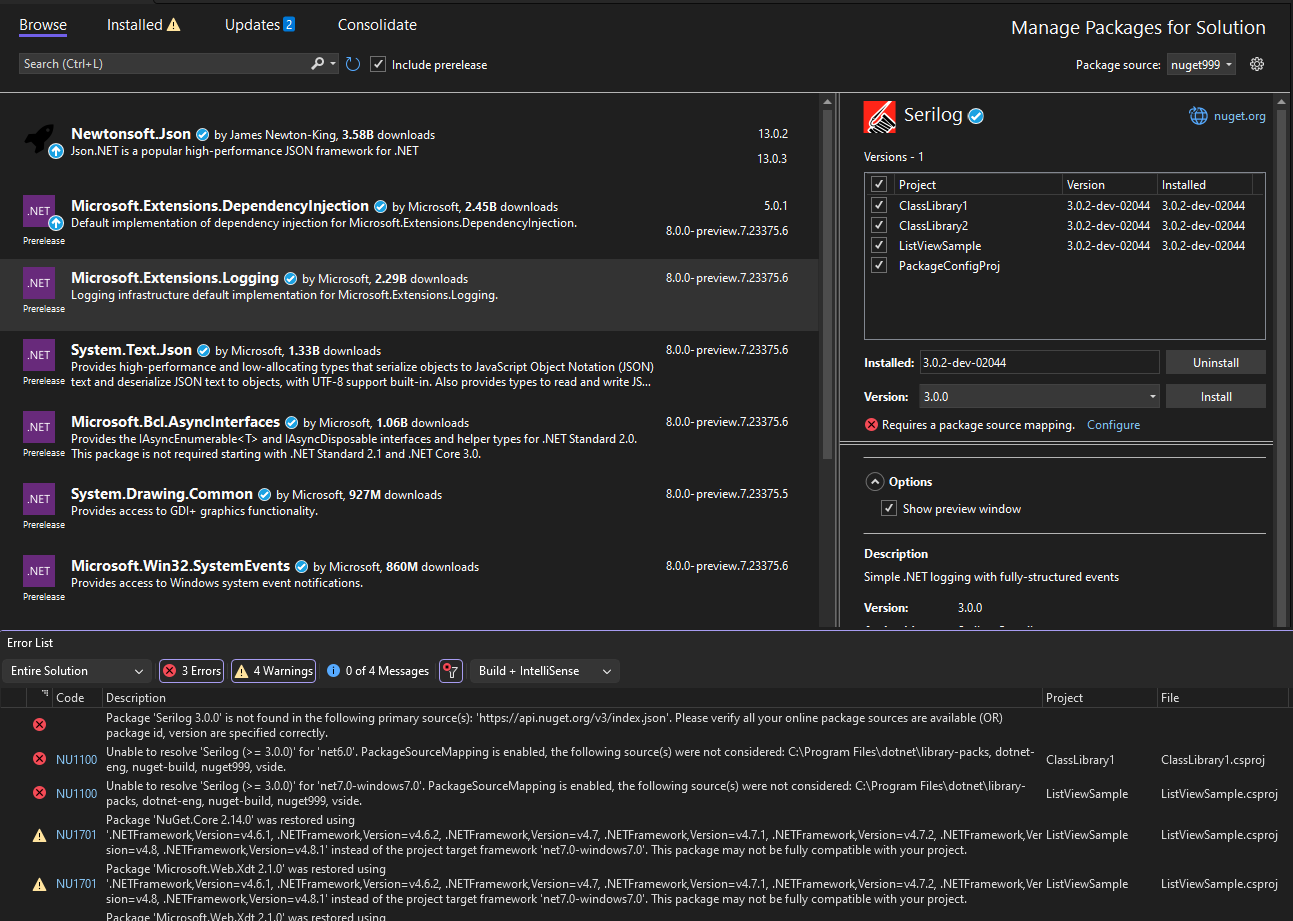 Browse Installed Updates 2 Consolidate
Manage Packages for Solution
Search (Ctrl+L) Include prerelease
Package source: nuget999
Newtonsoft.Json by James Newton-King, 3.58B downloads 13.0.2
Json.NET is a popular high-performance JSON framework for .NET 13.0.3
.NET Microsoft.Extensions.DependencyInjection by Microsoft, 2.45B downloads 5.0.1
Default implementation of dependency injection for Microsoft.Extensions.DependencyInjection. 8.0.0-preview.7.23375.6
Prerelease
.NET Microsoft.Extensions.Logging by Microsoft, 2.29B downloads 8.0.0-preview.7.23375.6
Logging infrastructure default implementation for Microsoft.Extensions.Logging.
Prerelease
.NET System.Text.Json by Microsoft, 1.33B downloads 8.0.0-preview.7.23375.6
Provides high-performance and low-allocating types that serialize objects to JavaScript Object Notation (JSON)
Prerelease text and deserialize JSON text to objects, with UTF-8 support built-in. Also provides types to read and write JS...
.NET Microsoft.Bcl.AsyncInterfaces by Microsoft, 1.06B downloads 8.0.0-preview.7.23375.6
Provides the IAsyncEnumerable<T> and IAsyncDisposable interfaces and helper types for .NET Standard 2.0.
Prerelease This package is not required starting with .NET Standard 2.1 and .NET Core 3.0.
.NET System.Drawing.Common by Microsoft, 927M downloads 8.0.0-preview.7.23375.5
Provides access to GDI+ graphics functionality.
Prerelease
.NET Microsoft.Win32.SystemEvents by Microsoft, 860M downloads 8.0.0-preview.7.23375.6
Provides access to Windows system event notifications.
Prerelease
Serilog nuget.org
Versions - 1
Project Version Installed
ClassLibrary1 3.0.2-dev-02044 3.0.2-dev-02044
ClassLibrary2 3.0.2-dev-02044 3.0.2-dev-02044
ListViewSample 3.0.2-dev-02044 3.0.2-dev-02044
PackageConfigProj
Installed: 3.0.2-dev-02044 Uninstall
Version: 3.0.0 Install
Requires a package source mapping. Configure
Options
Show preview window
Description
Simple .NET logging with fully-structured events
Version: 3.0.0
Error List
Entire Solution 3 Errors 4 Warnings 0 of 4 Messages Build + IntelliSense
Code Description Project File
Package 'Serilog 3.0.0' is not found in the following primary source(s): 'https://api.nuget.org/v3/index.json'. Please verify all your online package sources are available (OR)
package id, version are specified correctly.
NU1100 Unable to resolve 'Serilog (>= 3.0.0)' for 'net6.0'. PackageSourceMapping is enabled, the following source(s) were not considered: C:\Program Files\dotnet\library-packs, dotnet- ClassLibrary1 ClassLibrary1.csproj
eng, nuget-build, nuget999, vside.
NU1100 Unable to resolve 'Serilog (>= 3.0.0)' for 'net7.0-windows7.0'. PackageSourceMapping is enabled, the following source(s) were not considered: C:\Program Files\dotnet\library- ListViewSample ListViewSample.csproj
packs, dotnet-eng, nuget-build, nuget999, vside.
Package 'NuGet.Core 2.14.0' was restored using
NU1701 '.NETFramework,Version=v4.6.1, .NETFramework,Version=v4.6.2, .NETFramework,Version=v4.7, .NETFramework,Version=v4.7.1, .NETFramework,Version=v4.7.2, .NETFramework,Ver ListViewSample ListViewSample.csproj
sion=v4.8, .NETFramework,Version=v4.8.1' instead of the project target framework 'net7.0-windows7.0'. This package may not be fully compatible with your project.
Package 'Microsoft.Web.Xdt 2.1.0' was restored using
NU1701 '.NETFramework,Version=v4.6.1, .NETFramework,Version=v4.6.2, .NETFramework,Version=v4.7, .NETFramework,Version=v4.7.1, .NETFramework,Version=v4.7.2, .NETFramework,Ver ListViewSample ListViewSample.csproj
sion=v4.8, .NETFramework,Version=v4.8.1' instead of the project target framework 'net7.0-windows7.0'. This package may not be fully compatible with your project.
Package 'Microsoft.Web.Xdt 2.1.0' was restored using